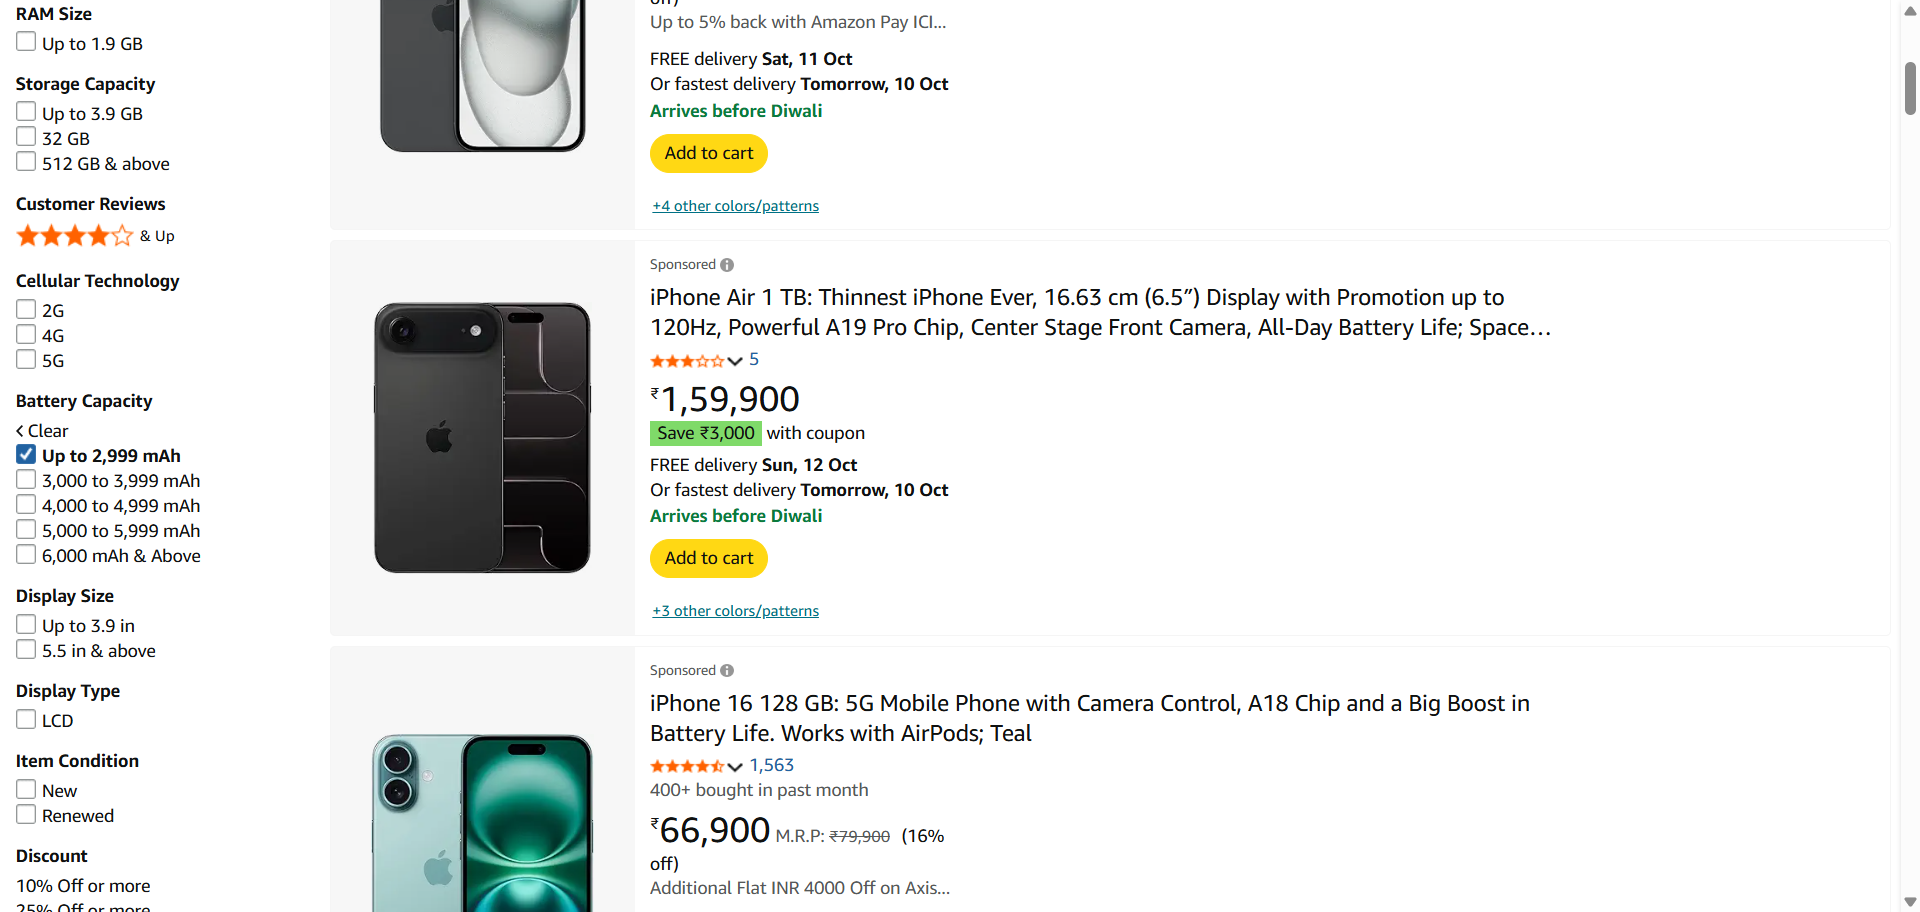 RAM Size
Up to 1.9 GB
Storage Capacity
Up to 3.9 GB
32 GB
512 GB & above
Customer Reviews
& Up
Cellular Technology
2G
4G
5G
Battery Capacity
< Clear
Up to 2,999 mAh
3,000 to 3,999 mAh
4,000 to 4,999 mAh
5,000 to 5,999 mAh
6,000 mAh & Above
Display Size
Up to 3.9 in
5.5 in & above
Display Type
LCD
Item Condition
New
Renewed
Discount
10% Off or more
25% Off or more
off)
Up to 5% back with Amazon Pay ICI...
FREE delivery Sat, 11 Oct
Or fastest delivery Tomorrow, 10 Oct
Arrives before Diwali
Add to cart
+4 other colors/patterns
Sponsored
iPhone Air 1 TB: Thinnest iPhone Ever, 16.63 cm (6.5″) Display with Promotion up to
120Hz, Powerful A19 Pro Chip, Center Stage Front Camera, All-Day Battery Life; Space…
5
₹1,59,900
Save ₹3,000 with coupon
FREE delivery Sun, 12 Oct
Or fastest delivery Tomorrow, 10 Oct
Arrives before Diwali
Add to cart
+3 other colors/patterns
Sponsored
iPhone 16 128 GB: 5G Mobile Phone with Camera Control, A18 Chip and a Big Boost in
Battery Life. Works with AirPods; Teal
1,563
400+ bought in past month
₹66,900 M.R.P: ₹79,900 (16%
off)
Additional Flat INR 4000 Off on Axis...